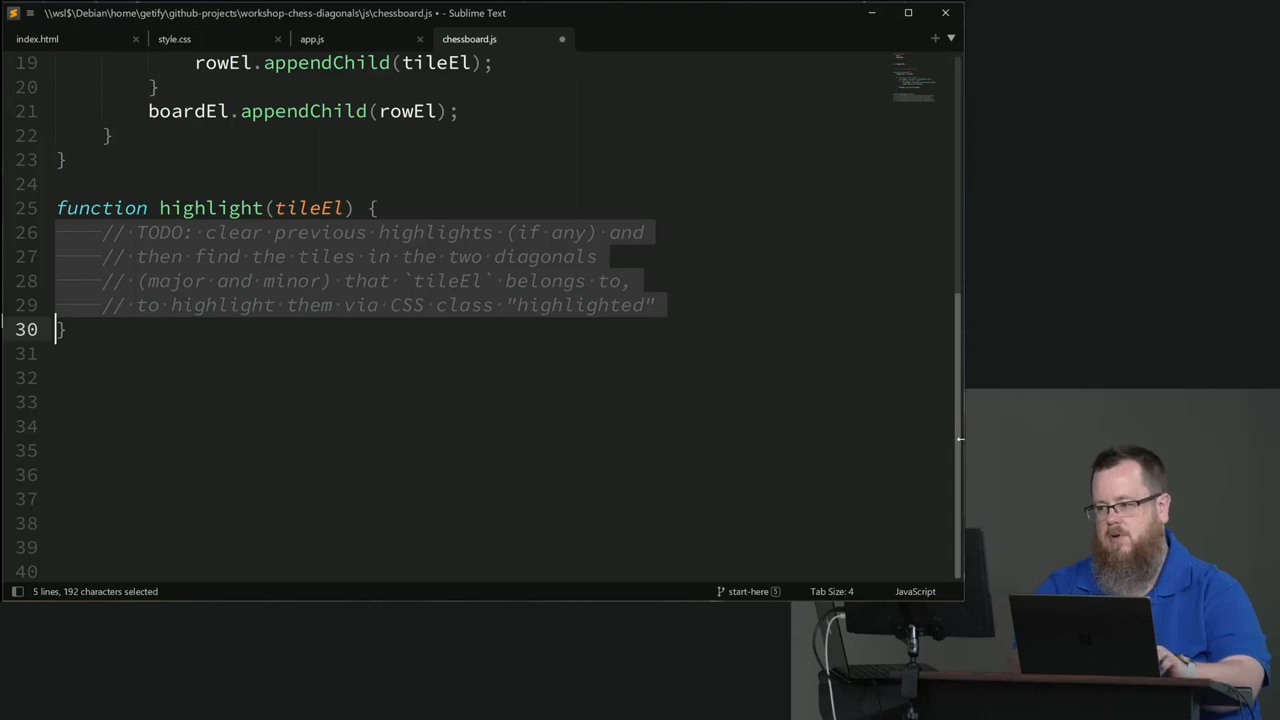 \\wsl$\Debian\home\getify\github-projects\workshop-chess-diagonals\js\chessboard.js • - Sublime Text
index.html
style.css
app.js
chessboard.js
19 rowEl.appendChild(tileEl);
20 }
21 boardEl.appendChild(rowEl);
22 }
23 }
24
25 function highlight(tileEl) {
26 // TODO: clear previous highlights (if any) and
27 // then find the tiles in the two diagonals
28 // (major and minor) that `tileEl` belongs to,
29 // to highlight them via CSS class "highlighted"
30 }
31
32
33
34
35
36
37
38
39
40
5 lines, 192 characters selected
start-here 5
Tab Size: 4
JavaScript